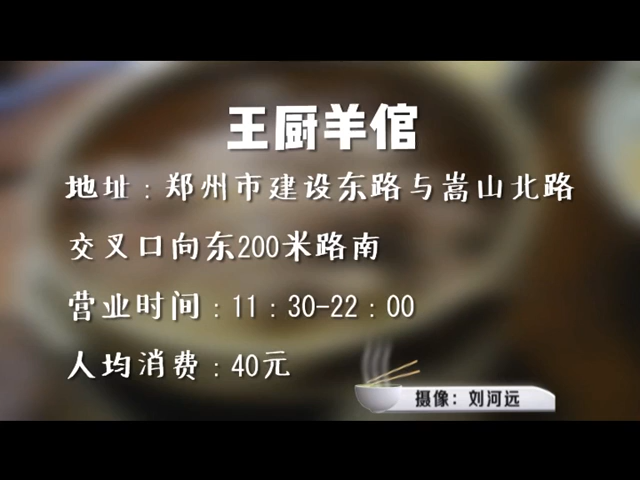 王厨羊倌
地址：郑州市建设东路与嵩山北路
交叉口向东200米路南
营业时间：11：30-22：00
人均消费：40元
摄像：刘河远